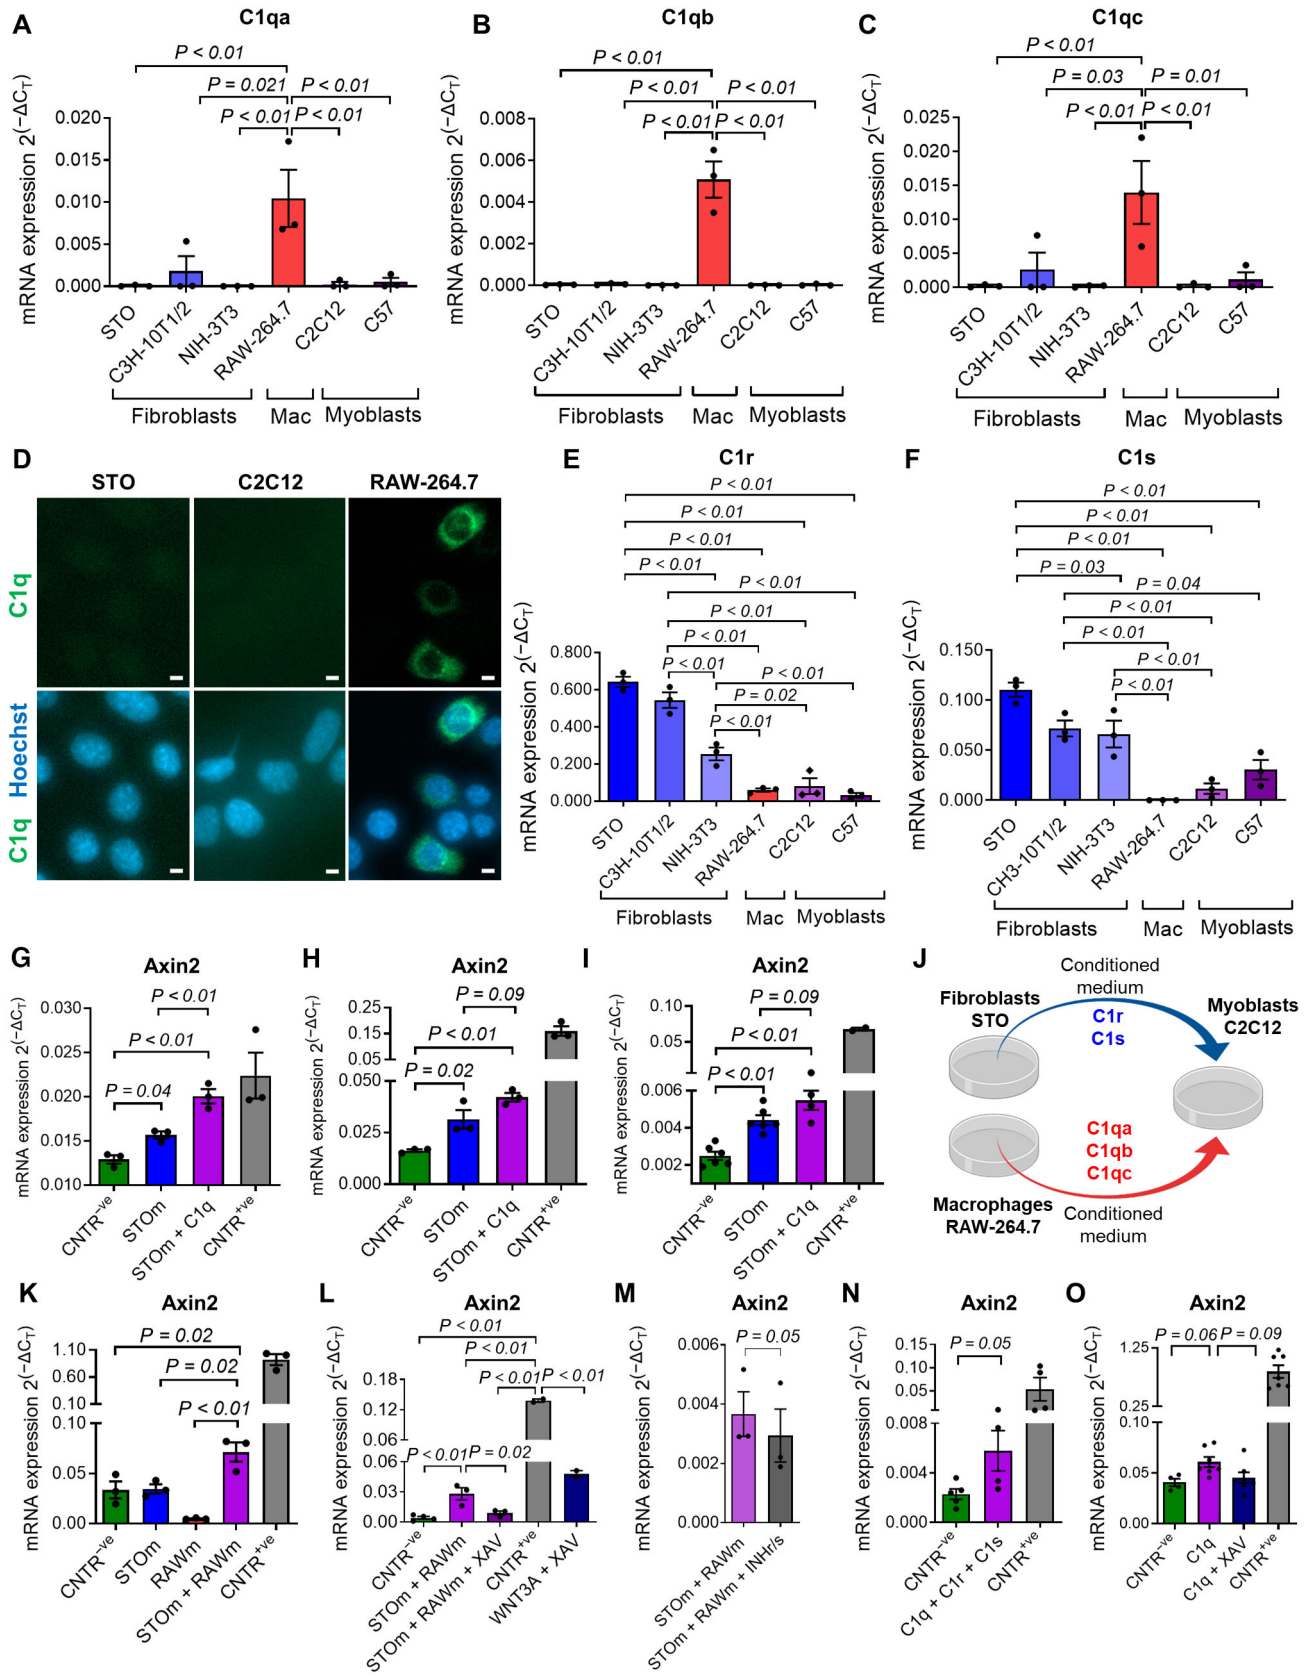 A
C1qa
P < 0.01
P = 0.021
P < 0.01
P < 0.01
P < 0.01
mRNA expression 2(−ΔCT)
0.020
0.015
0.010
0.005
0.000
STO
C3H-10T1/2
NIH-3T3
RAW-264.7
C2C12
C57
Fibroblasts
Mac
Myoblasts
B
C1qb
P < 0.01
P < 0.01
P < 0.01
P < 0.01
P < 0.01
mRNA expression 2(−ΔCT)
0.008
0.006
0.004
0.002
0.000
STO
C3H-10T1/2
NIH-3T3
RAW-264.7
C2C12
C57
Fibroblasts
Mac
Myoblasts
C
C1qc
P < 0.01
P = 0.03
P = 0.01
P < 0.01
P < 0.01
mRNA expression 2(−ΔCT)
0.025
0.020
0.015
0.010
0.005
0.000
STO
C3H-10T1/2
NIH-3T3
RAW-264.7
C2C12
C57
Fibroblasts
Mac
Myoblasts
D
STO
C2C12
RAW-264.7
C1q
C1q Hoechst
E
C1r
P < 0.01
P < 0.01
P < 0.01
P < 0.01
P < 0.01
P < 0.01
P < 0.01
P < 0.01
P < 0.01
P = 0.02
P < 0.01
mRNA expression 2(−ΔCT)
0.800
0.600
0.400
0.200
0.000
STO
C3H-10T1/2
NIH-3T3
RAW-264.7
C2C12
C57
Fibroblasts
Mac
Myoblasts
F
C1s
P < 0.01
P < 0.01
P < 0.01
P = 0.03
P = 0.04
P < 0.01
P < 0.01
P < 0.01
P < 0.01
mRNA expression 2(−ΔCT)
0.150
0.100
0.050
0.000
STO
CH3-10T1/2
NIH-3T3
RAW-264.7
C2C12
C57
Fibroblasts
Mac
Myoblasts
G
Axin2
P < 0.01
P < 0.01
P = 0.04
mRNA expression 2(−ΔCT)
0.030
0.025
0.020
0.015
0.010
CNTR−ve
STOm
STOm + C1q
CNTR+ve
H
Axin2
P = 0.09
P < 0.01
P = 0.02
mRNA expression 2(−ΔCT)
0.25
0.15
0.05
0.050
0.025
0.000
CNTR−ve
STOm
STOm + C1q
CNTR+ve
I
Axin2
P = 0.09
P < 0.01
P < 0.01
mRNA expression 2(−ΔCT)
0.10
0.05
0.006
0.004
0.002
CNTR−ve
STOm
STOm + C1q
CNTR+ve
J
Conditioned
medium
Fibroblasts
STO
C1r
C1s
Myoblasts
C2C12
C1qa
C1qb
C1qc
Macrophages
RAW-264.7
Conditioned
medium
K
Axin2
P = 0.02
P = 0.02
P < 0.01
mRNA expression 2(−ΔCT)
1.10
0.60
0.10
0.10
0.05
0.00
CNTR−ve
STOm
RAWm
STOm + RAWm
CNTR+ve
L
Axin2
P < 0.01
P < 0.01
P < 0.01
P < 0.01
P < 0.01
P = 0.02
mRNA expression 2(−ΔCT)
0.18
0.12
0.06
0.06
0.03
0.00
CNTR−ve
STOm + RAWm
STOm + RAWm + XAV
CNTR+ve
WNT3A + XAV
M
Axin2
P = 0.05
mRNA expression 2(−ΔCT)
0.006
0.004
0.002
0.000
STOm + RAWm
STOm + RAWm + INHr/s
N
Axin2
P = 0.05
mRNA expression 2(−ΔCT)
0.15
0.10
0.05
0.008
0.004
0.000
CNTR−ve
C1q + C1r + C1s
CNTR+ve
O
Axin2
P = 0.06
P = 0.09
mRNA expression 2(−ΔCT)
1.25
0.25
0.10
0.05
0.00
CNTR−ve
C1q
C1q + XAV
CNTR+ve